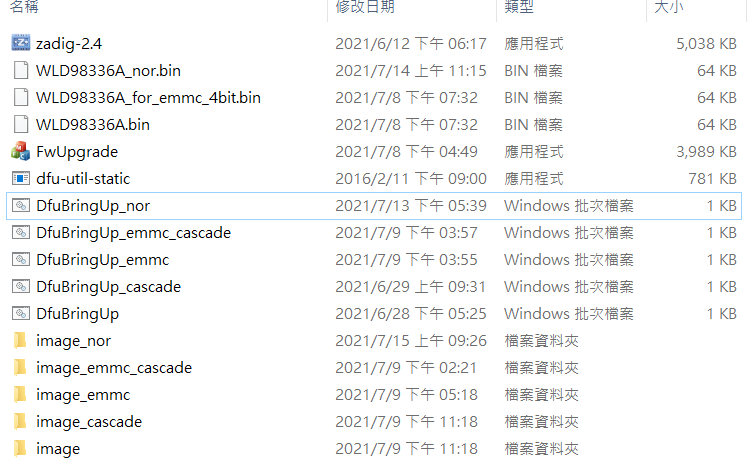 名稱 修改日期 類型 大小
zadig-2.4 2021/6/12 下午 06:17 應用程式 5,038 KB
WLD98336A_nor.bin 2021/7/14 上午 11:15 BIN 檔案 64 KB
WLD98336A_for_emmc_4bit.bin 2021/7/8 下午 07:32 BIN 檔案 64 KB
WLD98336A.bin 2021/7/8 下午 07:32 BIN 檔案 64 KB
FwUpgrade 2021/7/8 下午 04:49 應用程式 3,989 KB
dfu-util-static 2016/2/11 下午 09:00 應用程式 781 KB
DfuBringUp_nor 2021/7/13 下午 05:39 Windows 批次檔案 1 KB
DfuBringUp_emmc_cascade 2021/7/9 下午 03:57 Windows 批次檔案 1 KB
DfuBringUp_emmc 2021/7/9 下午 03:55 Windows 批次檔案 1 KB
DfuBringUp_cascade 2021/6/29 上午 09:31 Windows 批次檔案 1 KB
DfuBringUp 2021/6/28 下午 05:25 Windows 批次檔案 1 KB
image_nor 2021/7/15 上午 09:26 檔案資料夾
image_emmc_cascade 2021/7/9 下午 02:21 檔案資料夾
image_emmc 2021/7/9 下午 05:18 檔案資料夾
image_cascade 2021/7/9 下午 11:18 檔案資料夾
image 2021/7/9 下午 11:18 檔案資料夾